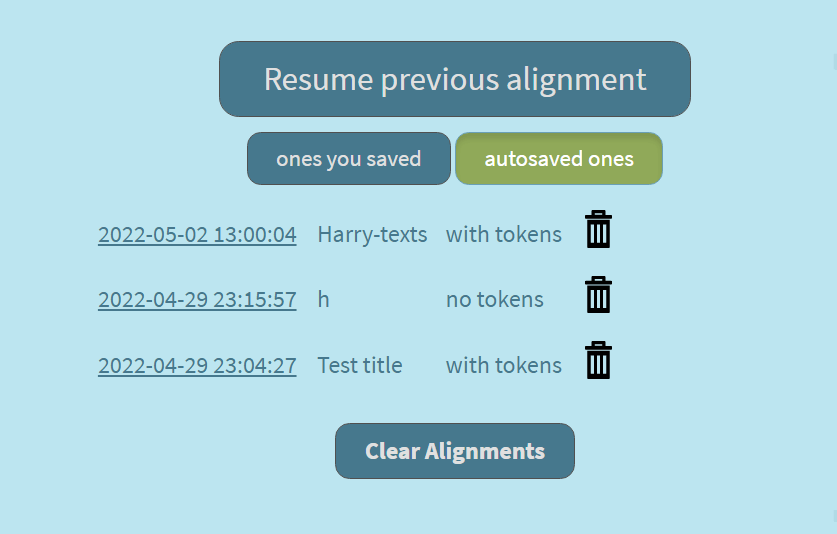 Resume previous alignment
ones you saved autosaved ones
2022-05-02 13:00:04 Harry-texts with tokens
2022-04-29 23:15:57 h no tokens
2022-04-29 23:04:27 Test title with tokens
Clear Alignments